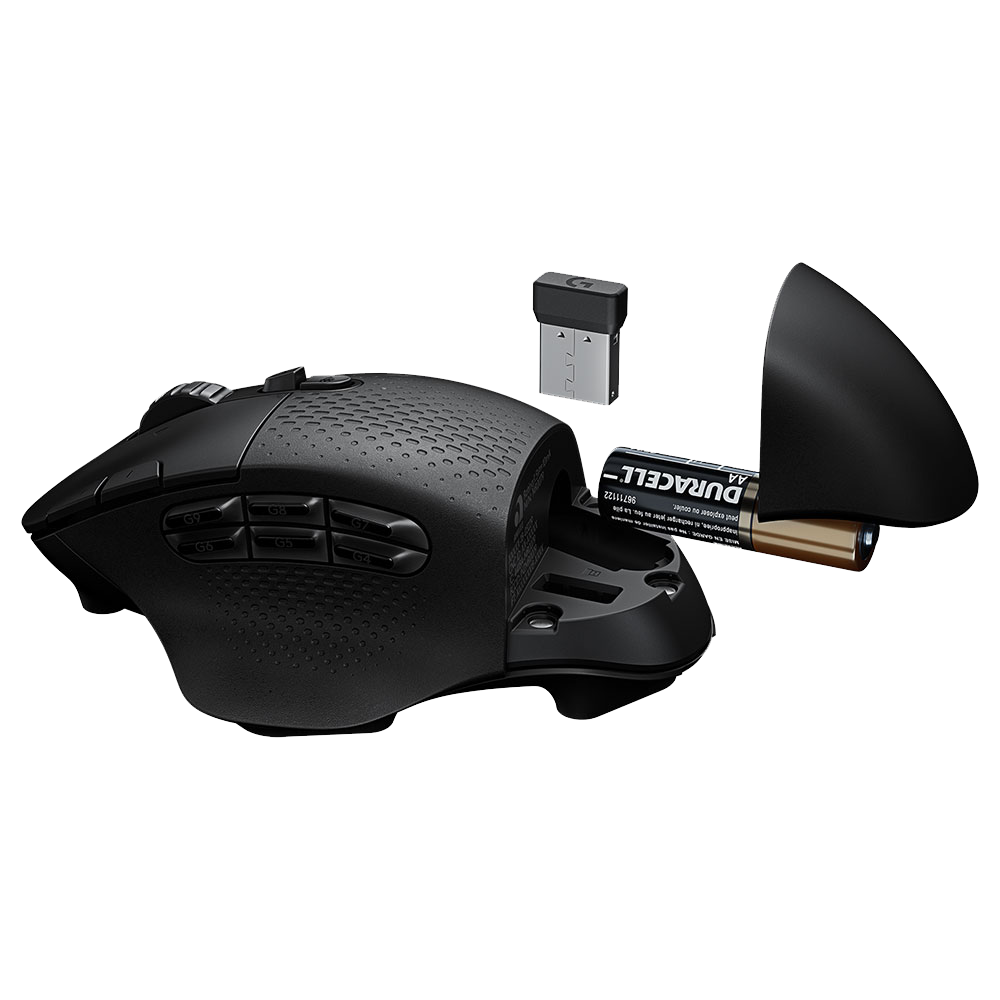 G9 G8 G7
G6 G5 G4
DURACELL
AA
96711122
MISE EN GARDE : ne pas installer de manière
inappropriée, ni recharger jeter au feu. La pile
peut exploser ou couler.